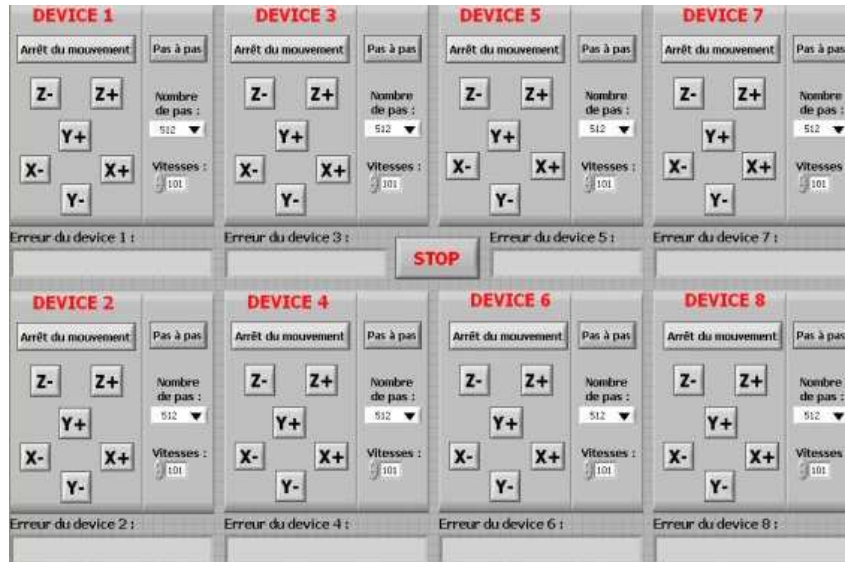 DEVICE 1
Arrêt du mouvement
Pas à pas
Z-
Z+
Nombre
de pas :
512
Y+
X-
X+
Vitesses :
101
Y-
Erreur du device 1 :
DEVICE 3
Arrêt du mouvement
Pas à pas
Z-
Z+
Nombre
de pas :
512
Y+
X-
X+
Vitesses :
101
Y-
Erreur du device 3 :
DEVICE 5
Arrêt du mouvement
Pas à pas
Z-
Z+
Nombre
de pas :
512
Y+
X-
X+
Vitesses :
101
Y-
Erreur du device 5 :
DEVICE 7
Arrêt du mouvement
Pas à pas
Z-
Z+
Nombre
de pas :
512
Y+
X-
X+
Vitesses
101
Y-
Erreur du device 7 :
STOP
DEVICE 2
Arrêt du mouvement
Pas à pas
Z-
Z+
Nombre
de pas :
512
Y+
X-
X+
Vitesses :
101
Y-
Erreur du device 2 :
DEVICE 4
Arrêt du mouvement
Pas à pas
Z-
Z+
Nombre
de pas :
512
Y+
X-
X+
Vitesses :
101
Y-
Erreur du device 4 :
DEVICE 6
Arrêt du mouvement
Pas à pas
Z-
Z+
Nombre
de pas :
512
Y+
X-
X+
Vitesses :
101
Y-
Erreur du device 6 :
DEVICE 8
Arrêt du mouvement
Pas à pas
Z-
Z+
Nombre
de pas :
512
Y+
X-
X+
Vitesses
101
Y-
Erreur du device 8 :